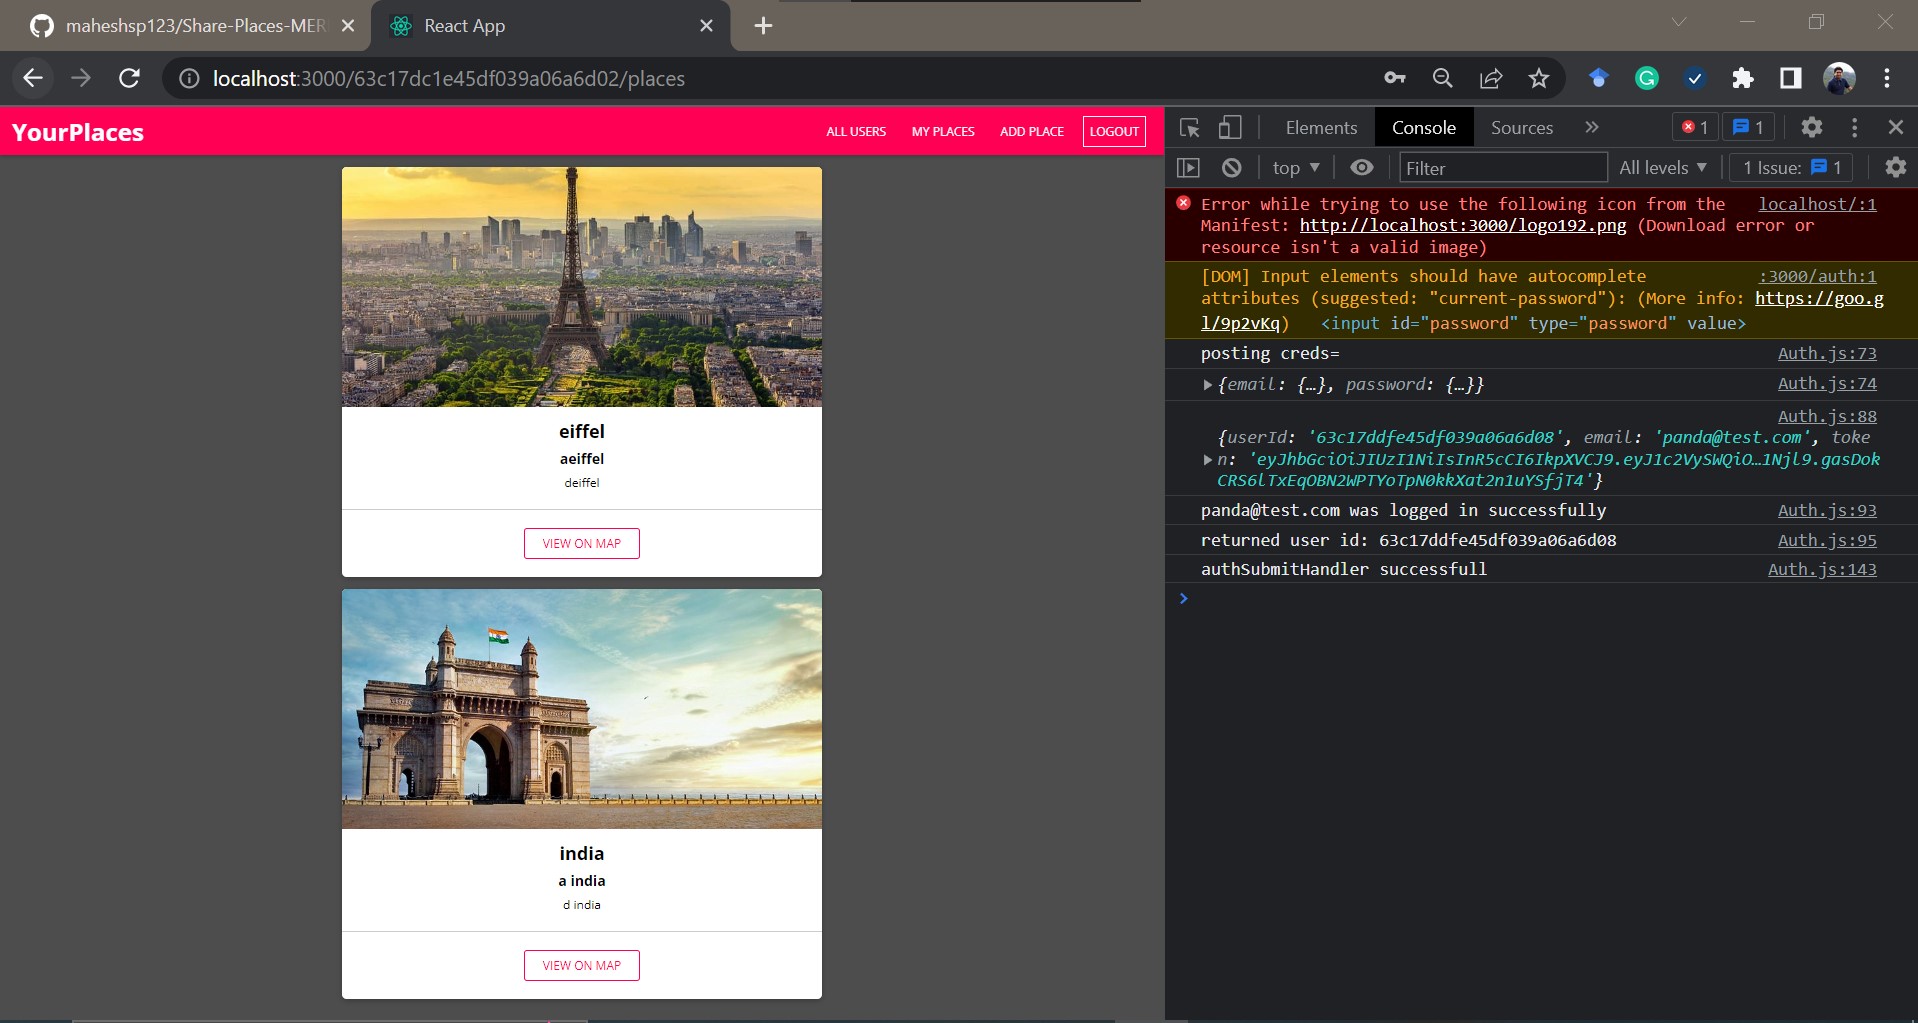 maheshsp123/Share-Places-MER
React App
localhost:3000/63c17dc1e45df039a06a6d02/places
YourPlaces
ALL USERS
MY PLACES
ADD PLACE
LOGOUT
eiffel
aeiffel
deiffel
VIEW ON MAP
india
a india
d india
VIEW ON MAP
Elements
Console
Sources
1
1
top
Filter
All levels
1 Issue: 1
Error while trying to use the following icon from the localhost/:1
Manifest: http://localhost:3000/logo192.png (Download error or
resource isn't a valid image)
[DOM] Input elements should have autocomplete :3000/auth:1
attributes (suggested: "current-password"): (More info: https://goo.g
l/9p2vKq) <input id="password" type="password" value>
posting creds= Auth.js:73
{email: {…}, password: {…}} Auth.js:74
Auth.js:88
{userId: '63c17ddfe45df039a06a6d08', email: 'panda@test.com', toke
n: 'eyJhbGciOiJIUzI1NiIsInR5cCI6IkpXVCJ9.eyJ1c2VySWQiO…1Njl9.gasDok
CRS6lTxEqOBN2WPTYoTpN0kkXat2n1uYSfjT4'}
panda@test.com was logged in successfully Auth.js:93
returned user id: 63c17ddfe45df039a06a6d08 Auth.js:95
authSubmitHandler successfull Auth.js:143